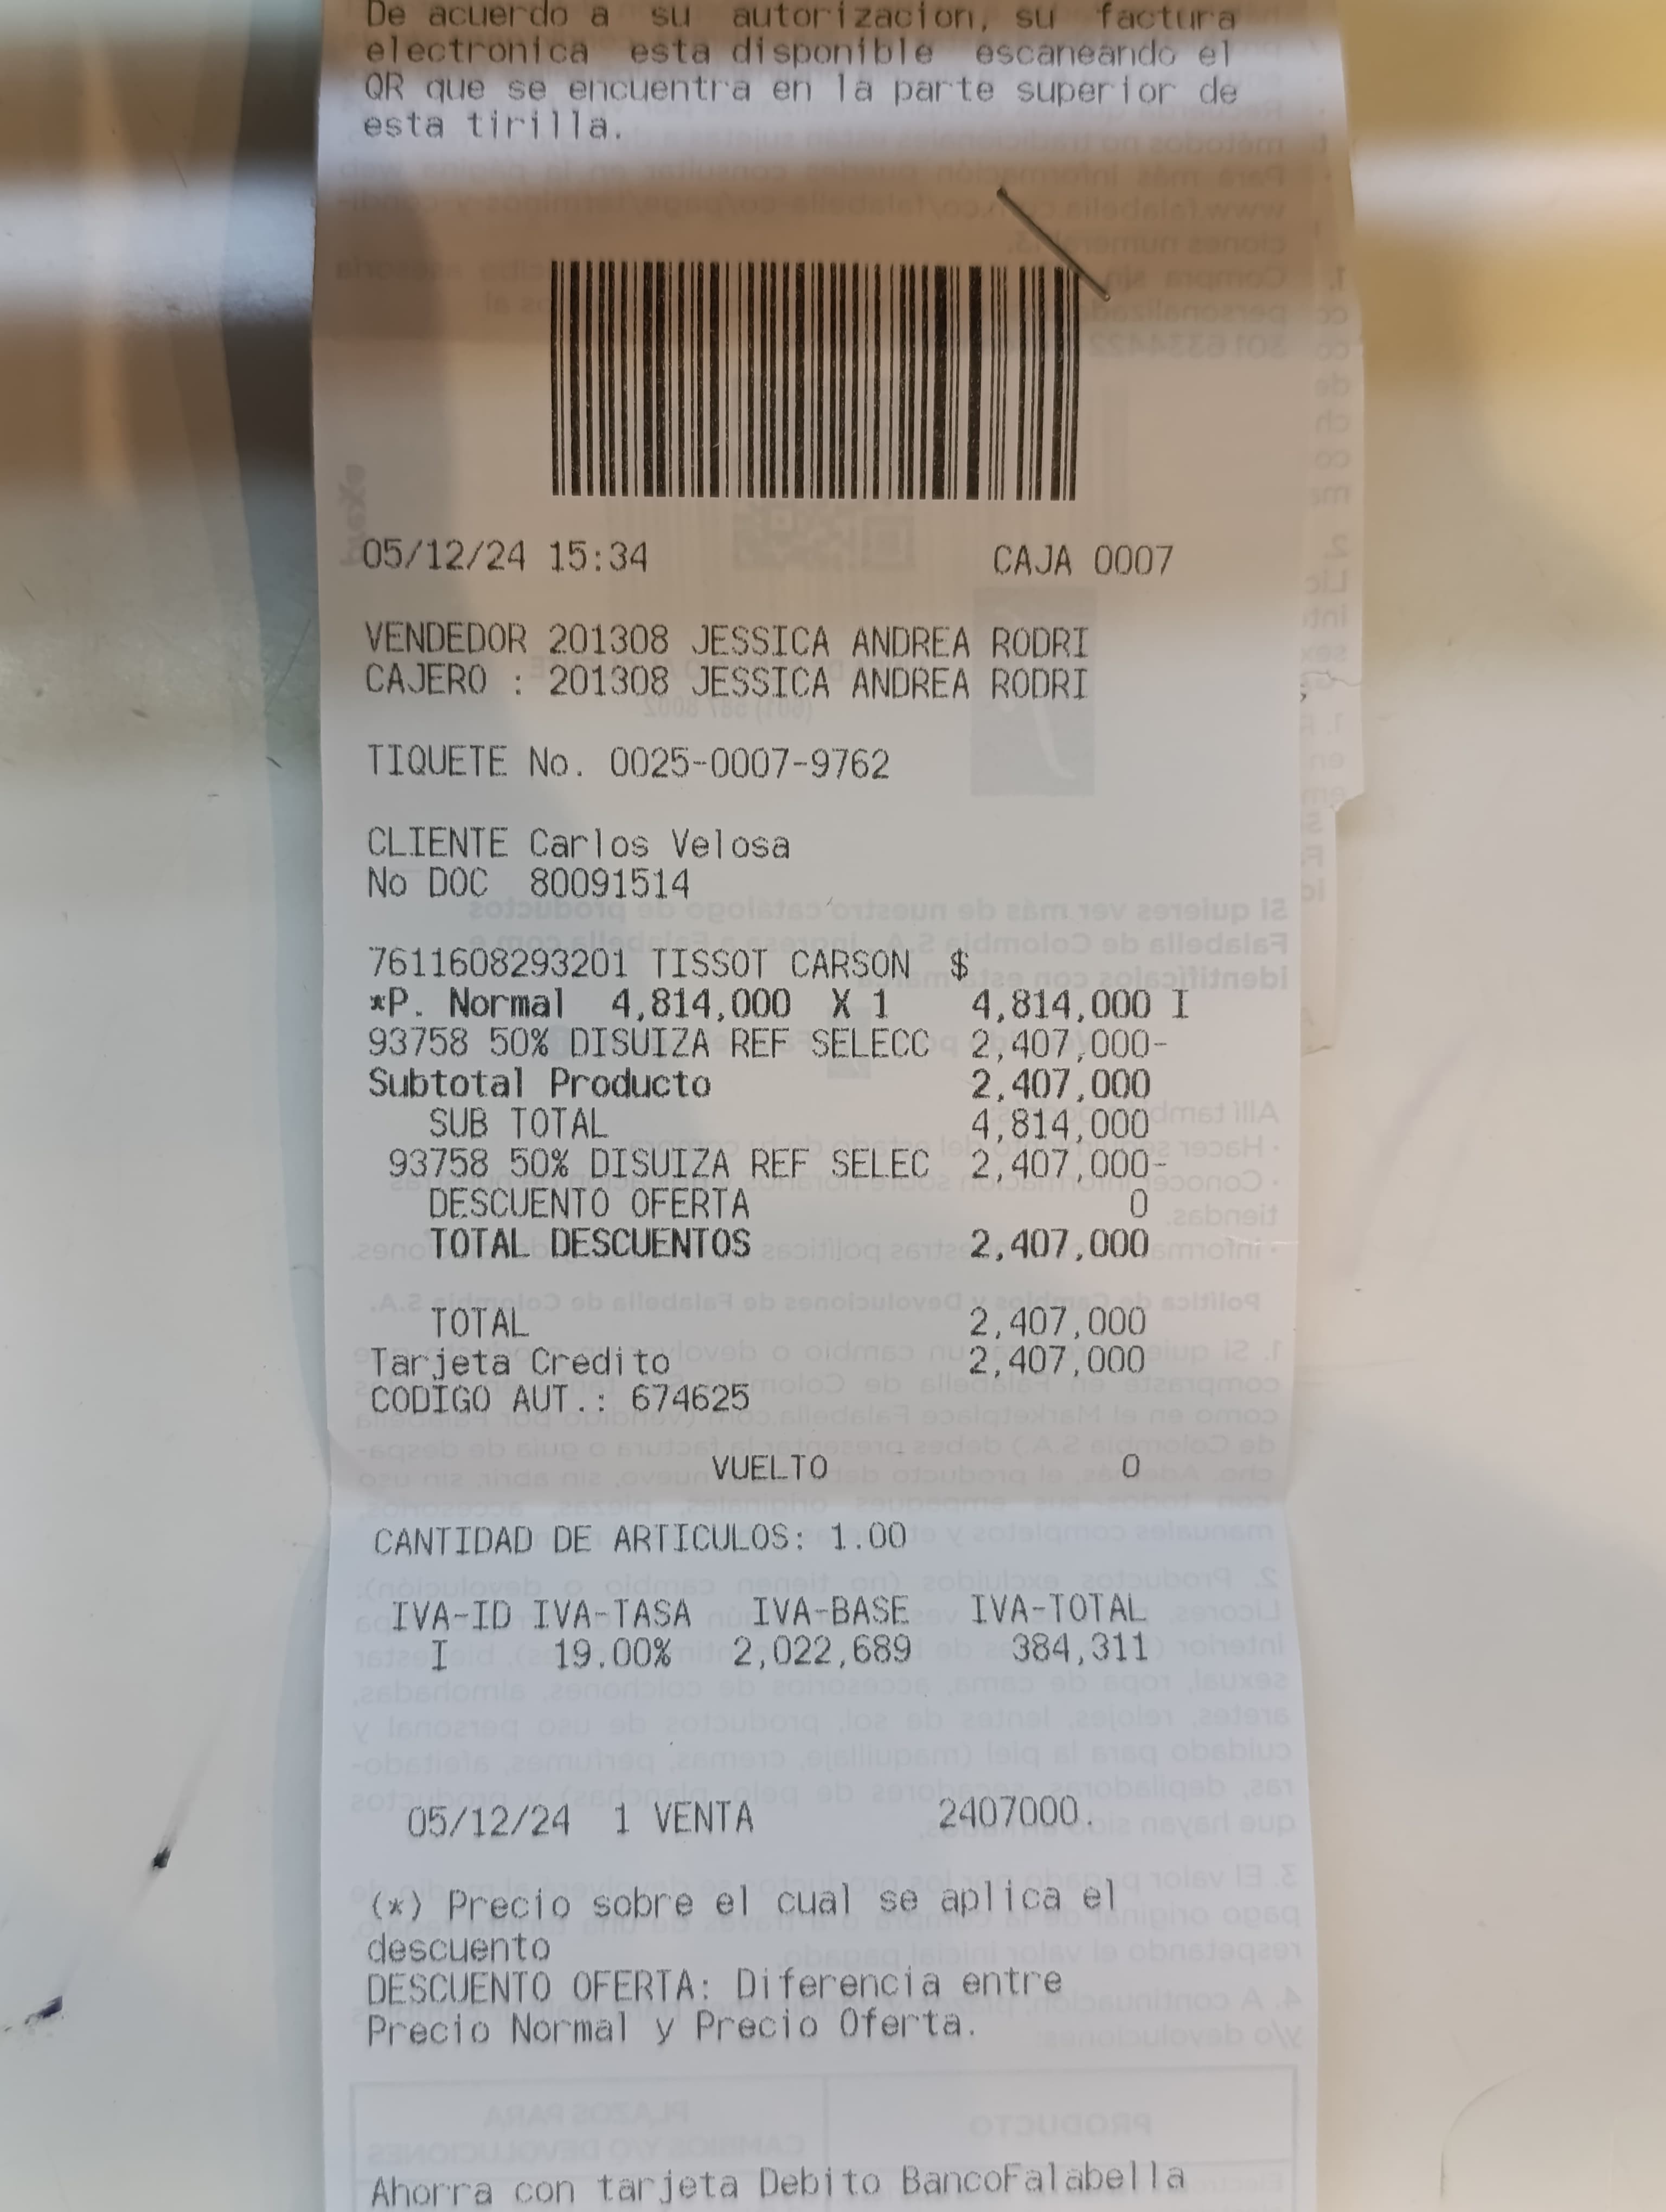 De acuerdo a su autorizacion, su factura
electronica esta disponible escaneando el
QR que se encuentra en la parte superior de
esta tirilla.
05/12/24 15:34 CAJA 0007
VENDEDOR 201308 JESSICA ANDREA RODRI
CAJERO : 201308 JESSICA ANDREA RODRI
TIQUETE No. 0025-0007-9762
CLIENTE Carlos Velosa
No DOC 80091514
7611608293201 TISSOT CARSON $
*P. Normal 4,814,000 X 1 4,814,000 I
93758 50% DISUIZA REF SELECC 2,407,000-
Subtotal Producto 2,407,000
SUB TOTAL 4,814,000
93758 50% DISUIZA REF SELEC 2,407,000-
DESCUENTO OFERTA 0
TOTAL DESCUENTOS 2,407,000
TOTAL 2,407,000
Tarjeta Credito 2,407,000
CODIGO AUT.: 674625
VUELTO 0
CANTIDAD DE ARTICULOS: 1.00
IVA-ID IVA-TASA IVA-BASE IVA-TOTAL
I 19.00% 2,022,689 384,311
05/12/24 1 VENTA 2407000.
(*) Precio sobre el cual se aplica el
descuento
DESCUENTO OFERTA: Diferencia entre
Precio Normal y Precio Oferta.
Ahorra con tarjeta Debito BancoFalabella